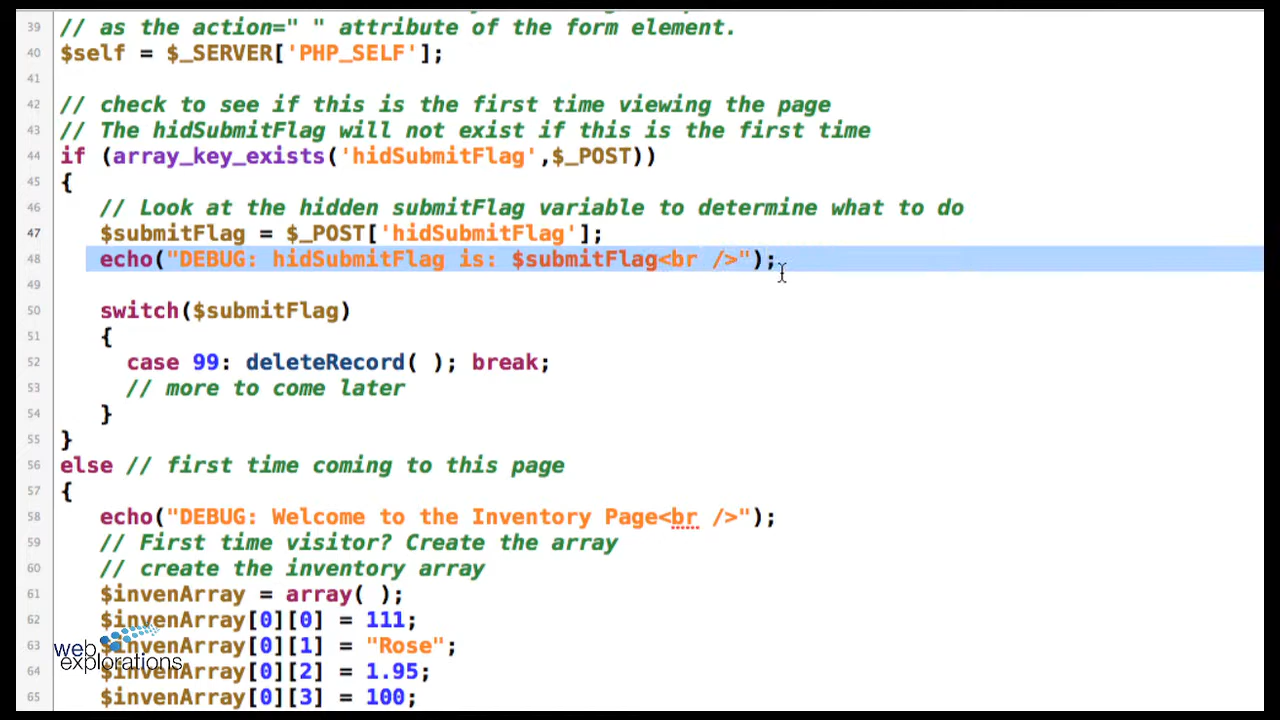 39 // as the action=" " attribute of the form element.
40 $self = $_SERVER['PHP_SELF'];
41
42 // check to see if this is the first time viewing the page
43 // The hidSubmitFlag will not exist if this is the first time
44 if (array_key_exists('hidSubmitFlag',$_POST))
45 {
46 // Look at the hidden submitFlag variable to determine what to do
47 $submitFlag = $_POST['hidSubmitFlag'];
48 echo("DEBUG: hidSubmitFlag is: $submitFlag<br />");
49
50 switch($submitFlag)
51 {
52 case 99: deleteRecord( ); break;
53 // more to come later
54 }
55 }
56 else // first time coming to this page
57 {
58 echo("DEBUG: Welcome to the Inventory Page<br />");
59 // First time visitor? Create the array
60 // create the inventory array
61 $invenArray = array( );
62 $invenArray[0][0] = 111;
63 $invenArray[0][1] = "Rose";
64 $invenArray[0][2] = 1.95;
65 $invenArray[0][3] = 100;
web
explorations